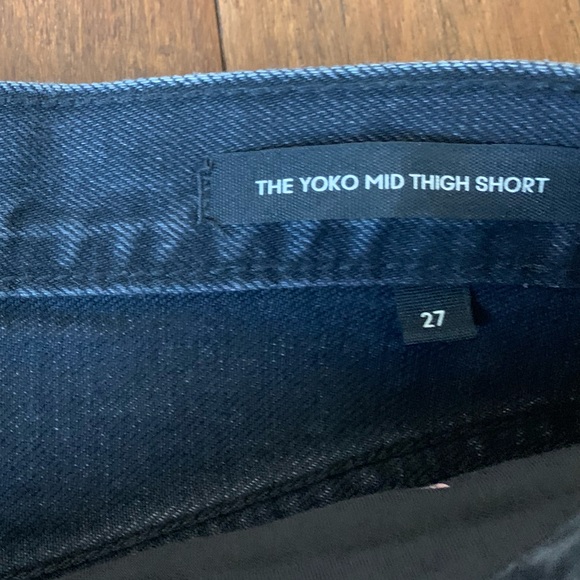 THE YOKO MID THIGH SHORT
27